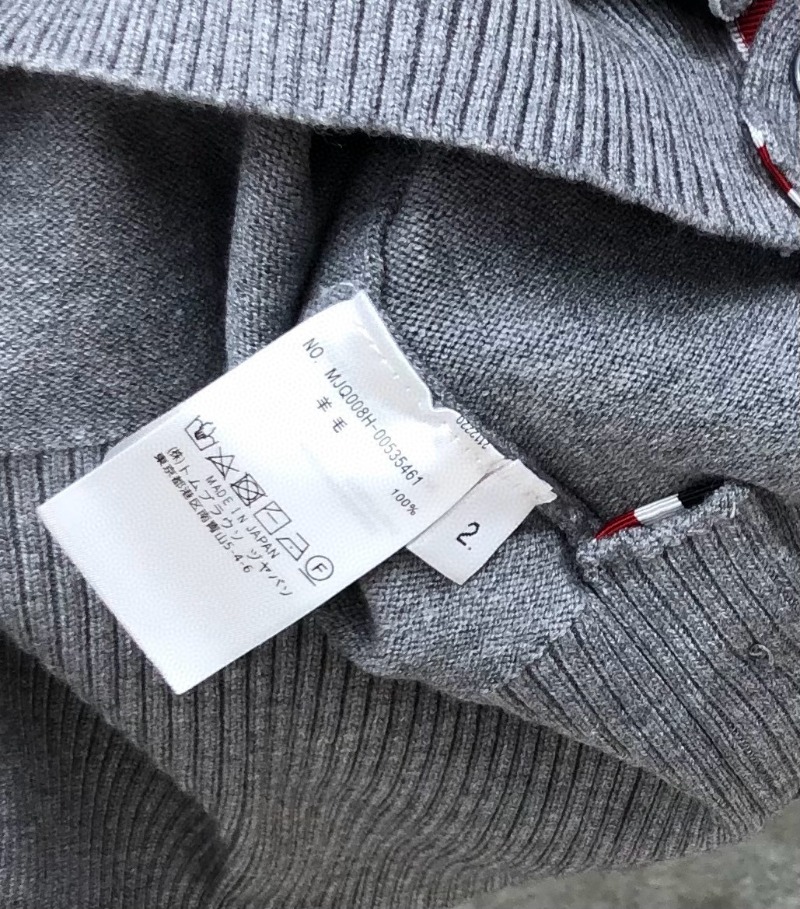 NO. MJQ008H-00535461
羊毛 100%
F
MADE IN JAPAN
(株)トムブラウン ジャパン
東京都港区南青山5-4-6
2.